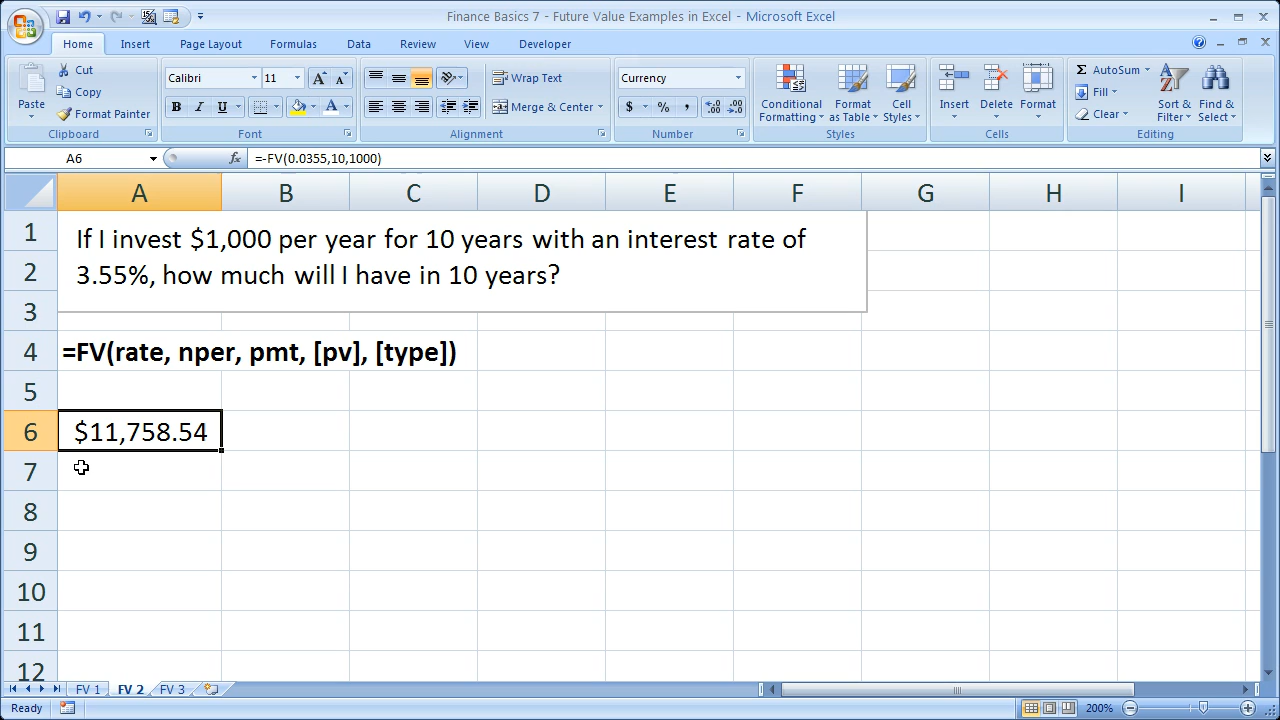 Finance Basics 7 - Future Value Examples in Excel - Microsoft Excel
Home Insert Page Layout Formulas Data Review View Developer
Paste Cut Copy Format Painter Clipboard
Calibri 11 B I U A A A Font
Wrap Text Merge & Center Alignment
Currency $ % , .00 Number
Conditional Formatting Format as Table Cell Styles Styles
Insert Delete Format Cells
Σ AutoSum Fill Clear Sort & Filter Find & Select Editing
A6 fx =-FV(0.0355,10,1000)
A B C D E F G H I
1
If I invest $1,000 per year for 10 years with an interest rate of
2
3.55%, how much will I have in 10 years?
3
4 =FV(rate, nper, pmt, [pv], [type])
5
6 $11,758.54
7
8
9
10
11
12
FV 1 FV 2 FV 3
Ready 200%